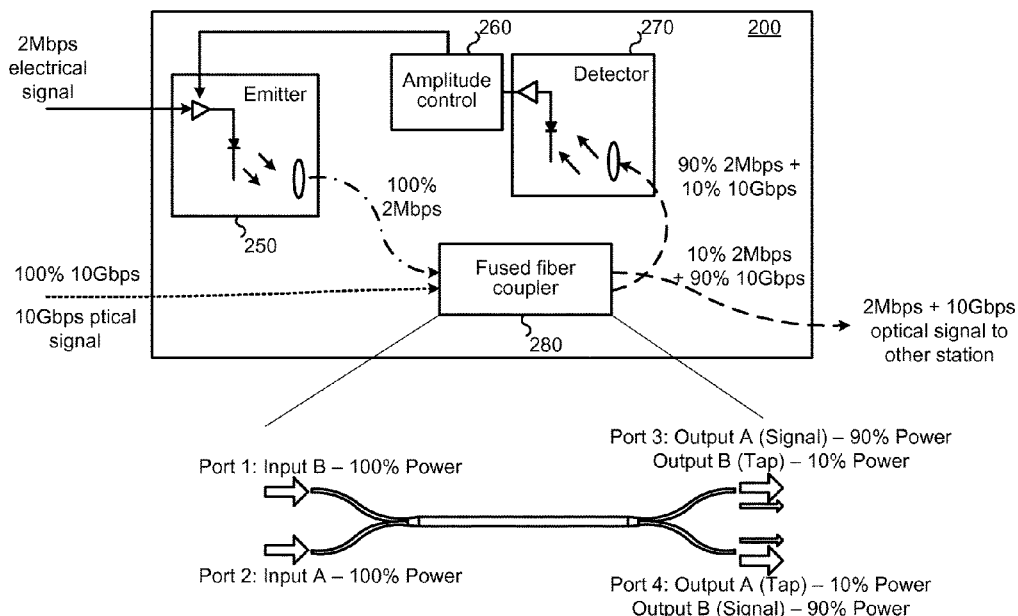 200
260
270
2Mbps
electrical
signal
Emitter
Amplitude
control
Detector
90% 2Mbps +
10% 10Gbps
100%
2Mbps
250
100% 10Gbps
10Gbps ptical
signal
Fused fiber
coupler
280
10% 2Mbps
+ 90% 10Gbps
2Mbps + 10Gbps
optical signal to
other station
Port 1: Input B – 100% Power
Port 3: Output A (Signal) – 90% Power
Output B (Tap) – 10% Power
Port 2: Input A – 100% Power
Port 4: Output A (Tap) – 10% Power
Output B (Signal) – 90% Power